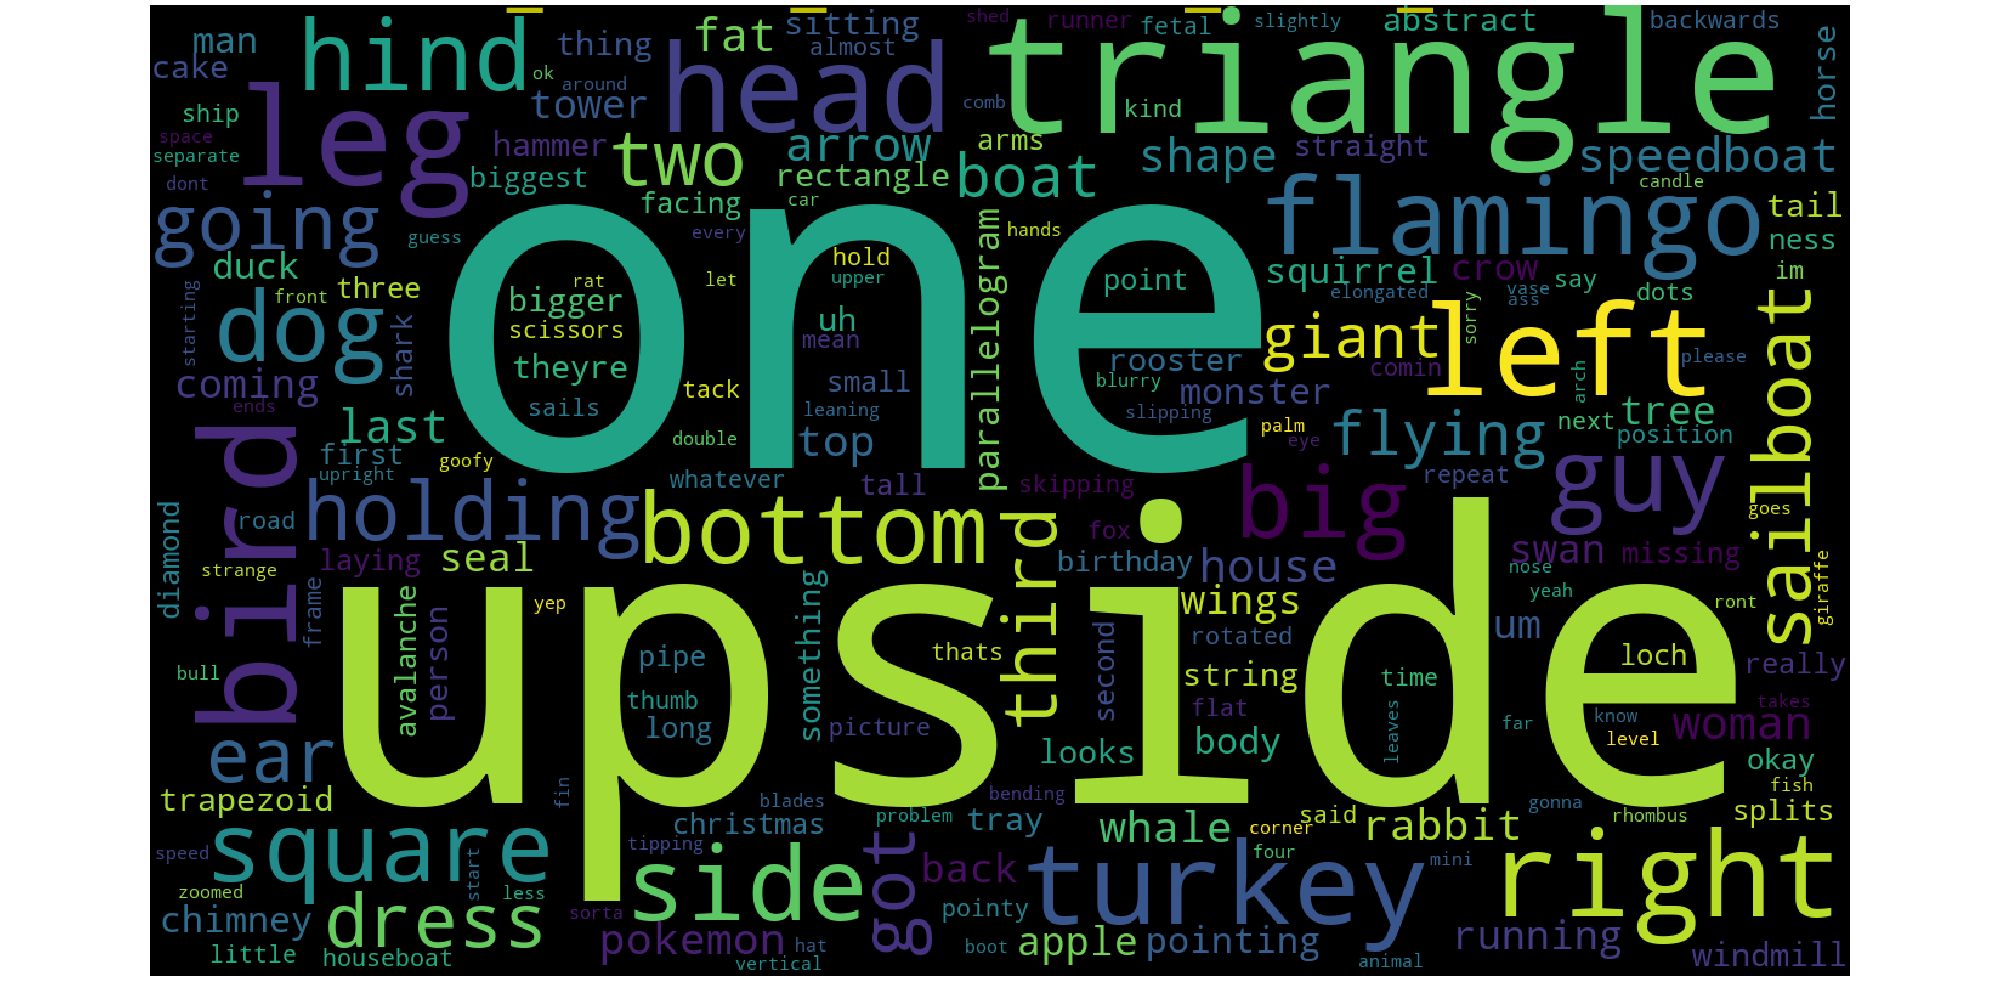 shed runner fetal slightly abstract backwards
man hind thing fat sitting almost triangle
cake leg ok around tower head comb kind horse
ship space separate dont hammer two arrow arms shape straight speedboat
biggest rectangle boat candle
going facing car flamingo tail
guess every parallelogram hands ness
duck one rat let hold upper point squirrel crow say im
starting front three bigger elongated vase ass dots
dog shark scissors uh mean giant sorry left sailboat
theyre rooster comin please
coming ends tack small blurry monster arch
last sails leaning slipping next tree
first goofy double top palm eye flying position
upright whatever tall skipping big repeat guy
bird diamond road holding bottom third goes
laying seal fox birthday house swan missing
strange frame avalanche something wings nose giraffe
yep upside yeah ront
person rotated um
bull pipe thats second string loch really
thumb time takes
long picture flat far know woman
ear looks body leaves level okay
trapezoid fin blades bending gonna fish
square christmas problem tray whale corner said rabbit rhombus splits
speed start tipping side got back turkey four mini right
zoomed less
chimney dress sorta pointy
little houseboat pokemon hat vertical boot apple pointing animal running windmill